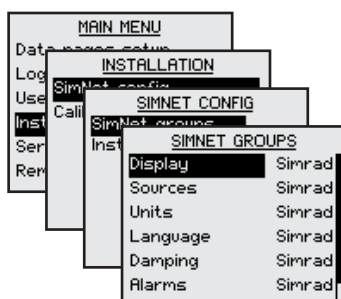 MAIN MENU
Data pages setup
Log
Use
Inst
Ser
Rem
INSTALLATION
SimNet config
Cali
SIMNET CONFIG
SimNet groups
Inst
SIMNET GROUPS
Display Simrad
Sources Simrad
Units Simrad
Language Simrad
Damping Simrad
Alarms Simrad